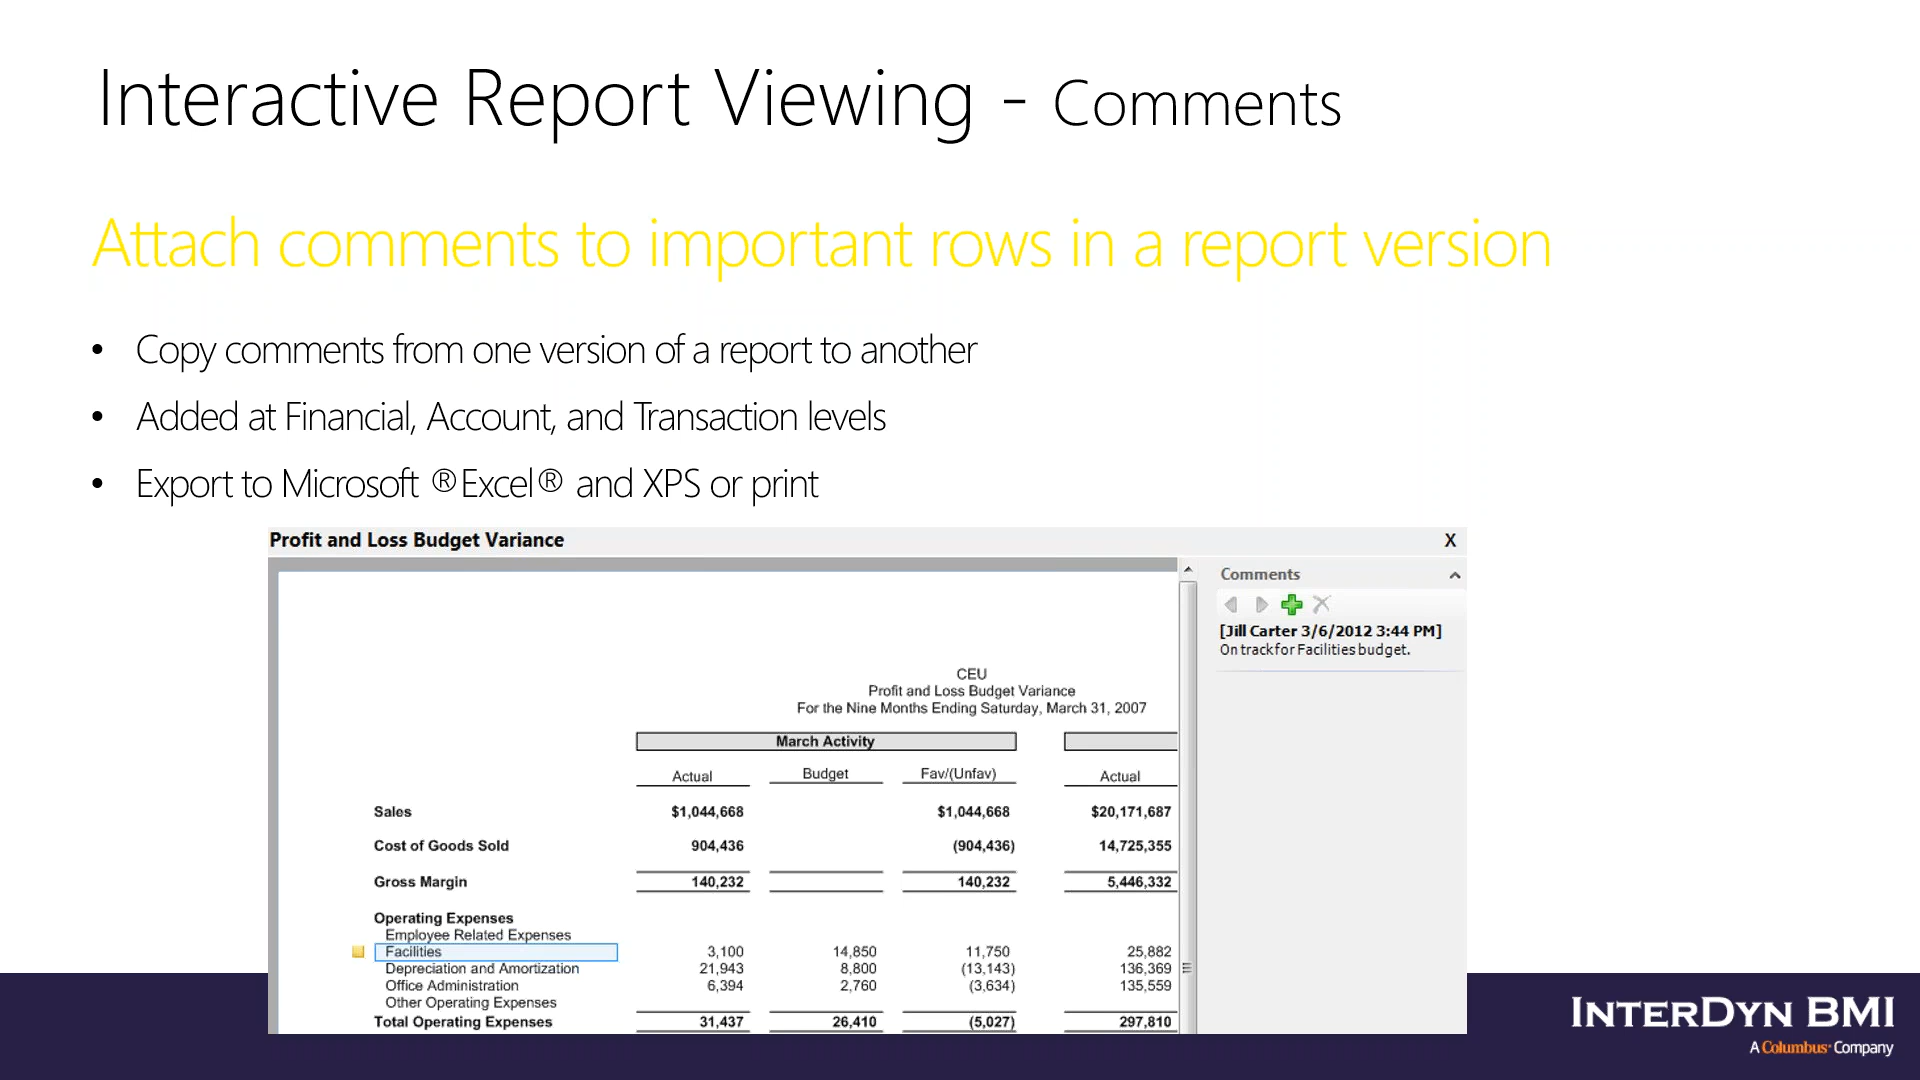 Interactive Report Viewing - Comments
Attach comments to important rows in a report version
• Copy comments from one version of a report to another
• Added at Financial, Account, and Transaction levels
• Export to Microsoft ®Excel® and XPS or print
Profit and Loss Budget Variance X
Comments
[Jill Carter 3/6/2012 3:44 PM]
On track for Facilities budget.
CEU
Profit and Loss Budget Variance
For the Nine Months Ending Saturday, March 31, 2007
March Activity
Actual Budget Fav/(Unfav) Actual
Sales $1,044,668 $1,044,668 $20,171,687
Cost of Goods Sold 904,436 (904,436) 14,725,355
Gross Margin 140,232 140,232 5,446,332
Operating Expenses
Employee Related Expenses
Facilities 3,100 14,850 11,750 25,882
Depreciation and Amortization 21,943 8,800 (13,143) 136,369
Office Administration 6,394 2,760 (3,634) 135,559
Other Operating Expenses
Total Operating Expenses 31,437 26,410 (5,027) 297,810
INTERDYN BMI
A Columbus Company